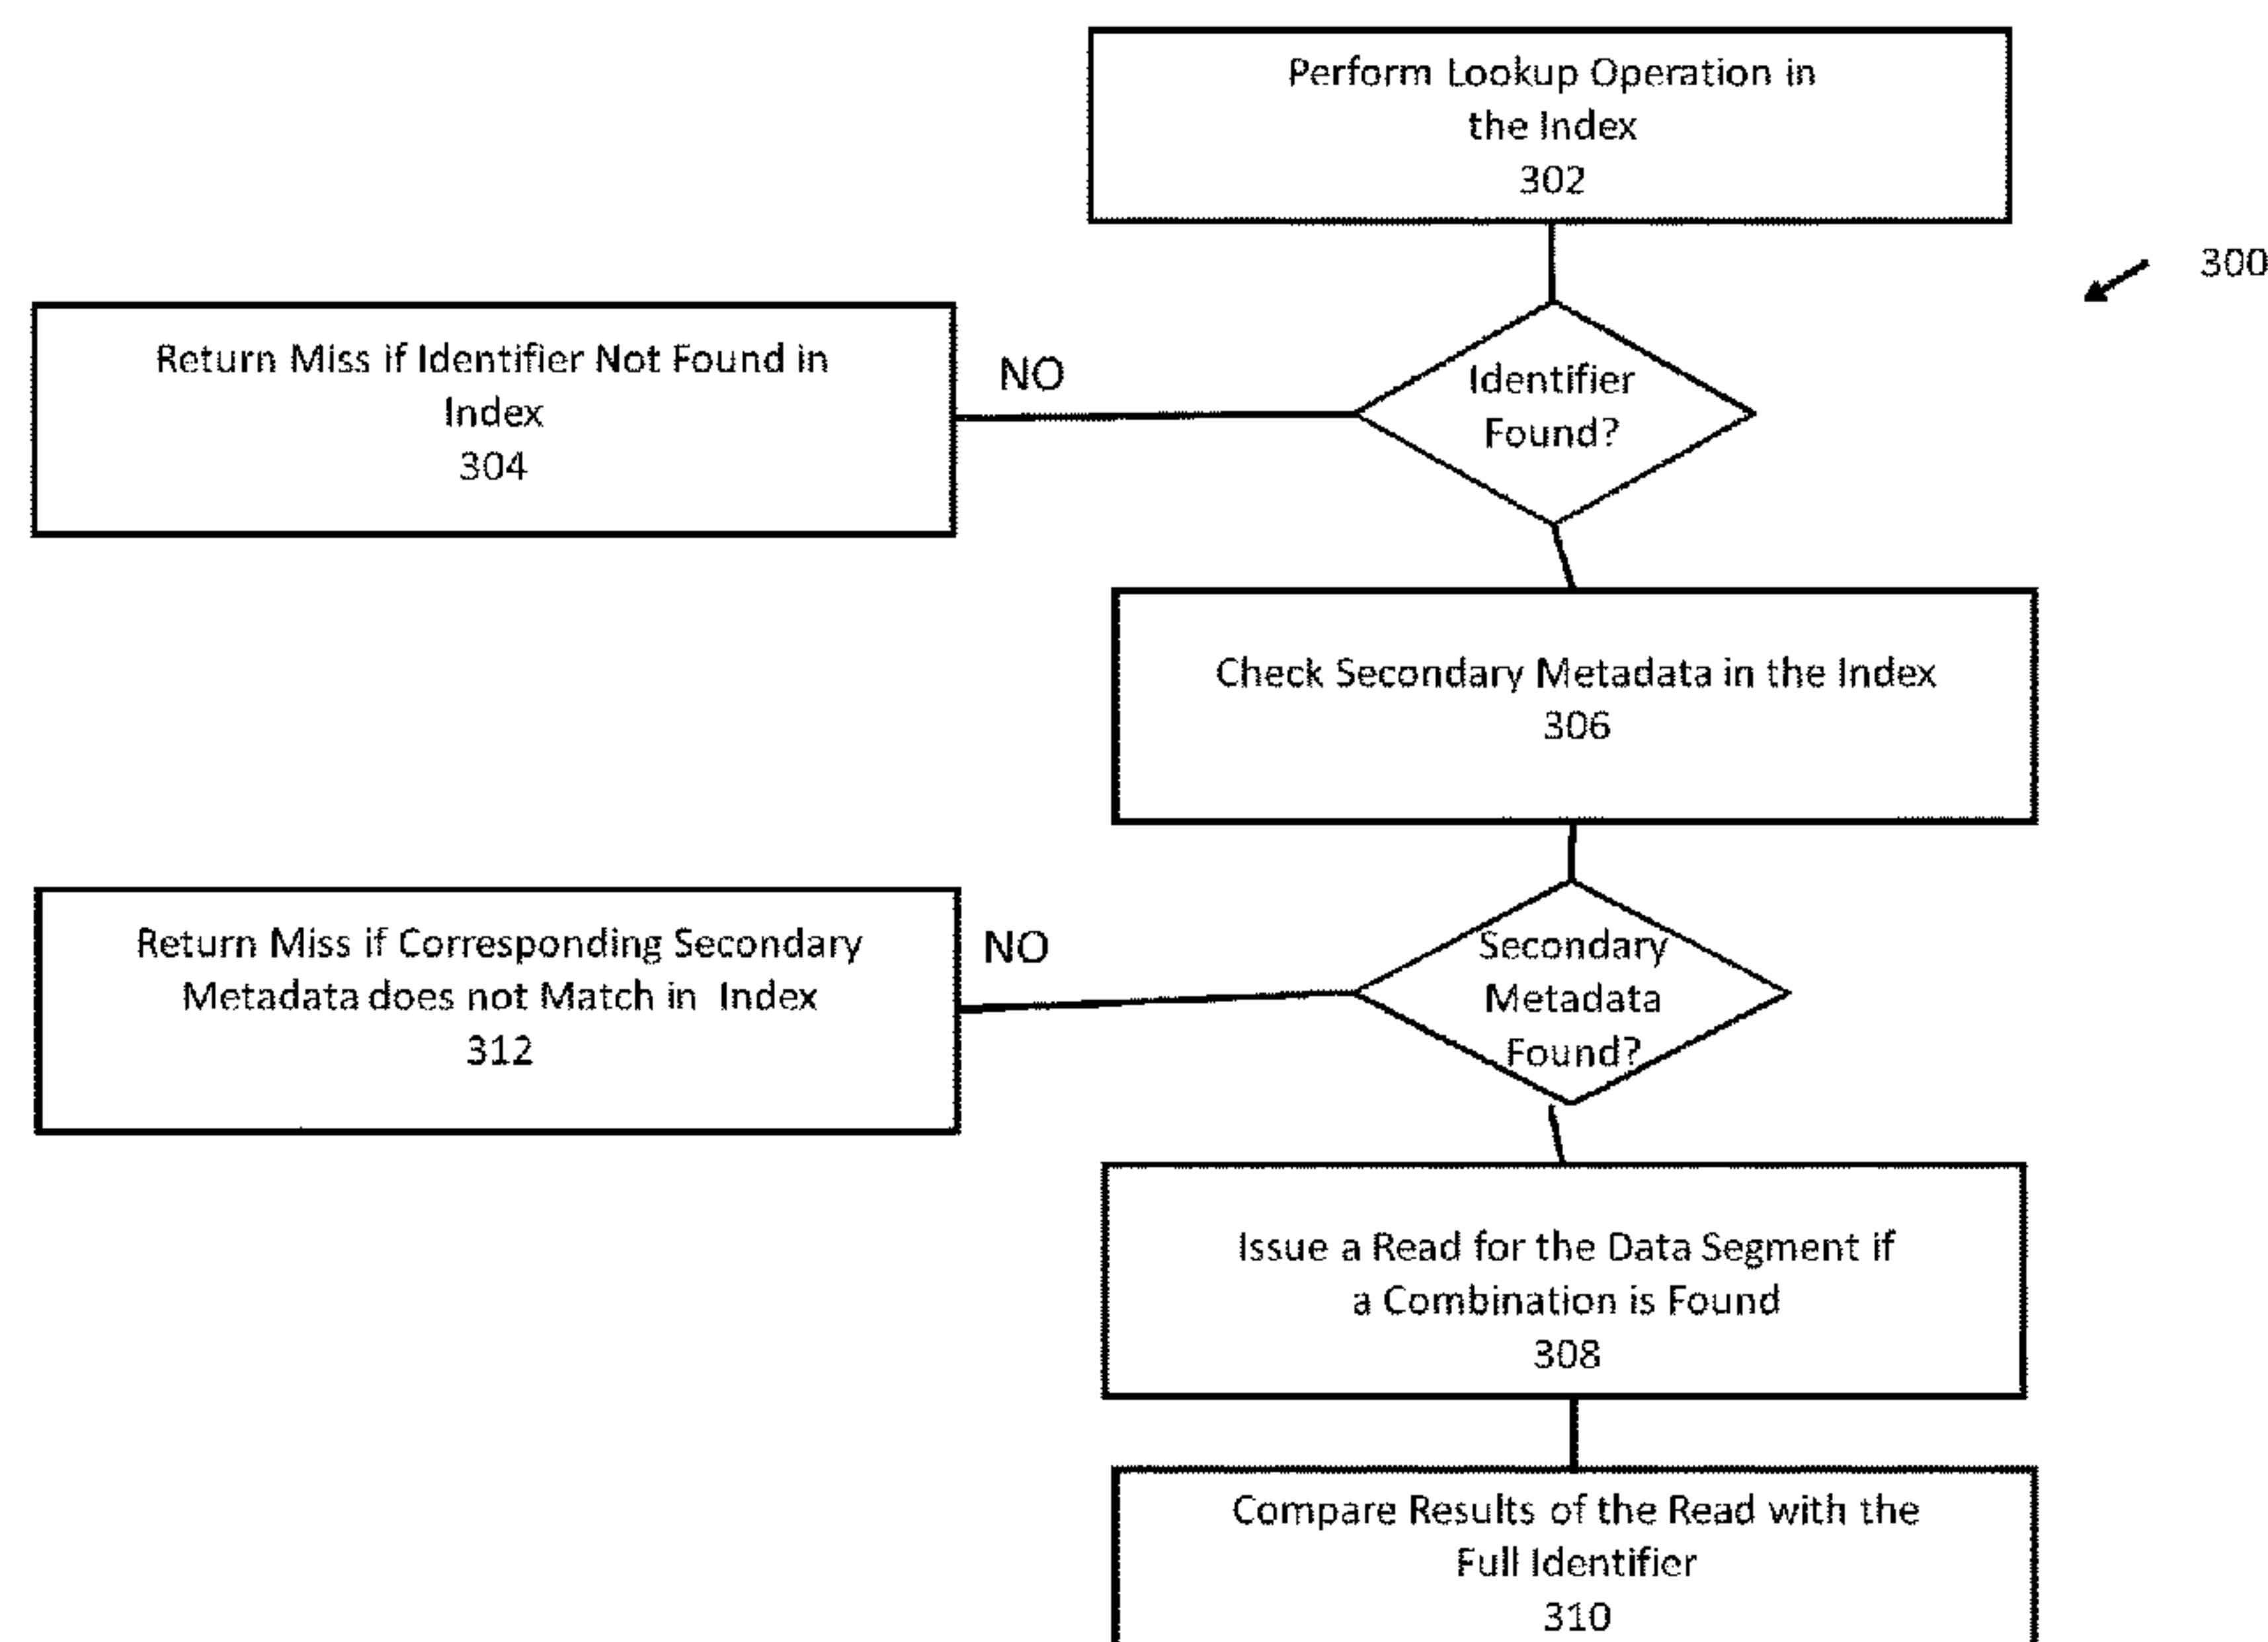 Perform Lookup Operation in
the Index
302
300
Return Miss if Identifier Not Found in
Index
304
NO
Identifier
Found?
Check Secondary Metadata in the Index
306
Return Miss if Corresponding Secondary
Metadata does not Match in Index
312
NO
Secondary
Metadata
Found?
Issue a Read for the Data Segment if
a Combination is Found
308
Compare Results of the Read with the
Full Identifier
310